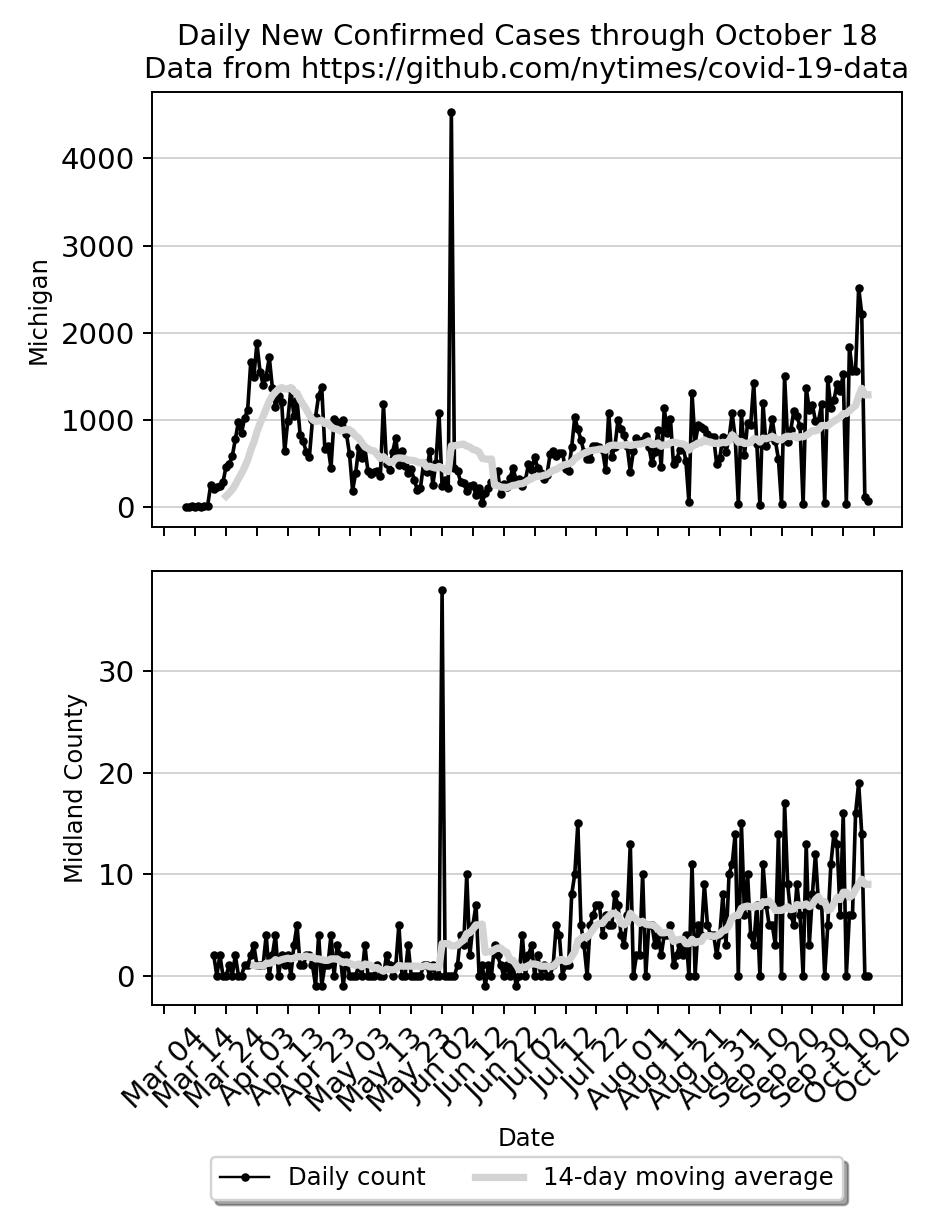 Daily New Confirmed Cases through October 18
Data from https://github.com/nytimes/covid-19-data
4000
3000
2000
1000
0
Michigan
30
20
10
0
Midland County
Mar 04
Mar 14
Mar 24
Apr 03
Apr 13
Apr 23
May 03
May 13
May 23
Jun 02
Jun 12
Jun 22
Jul 02
Jul 12
Jul 22
Aug 01
Aug 11
Aug 21
Aug 31
Sep 10
Sep 20
Sep 30
Oct 10
Oct 20
Date
Daily count
14-day moving average